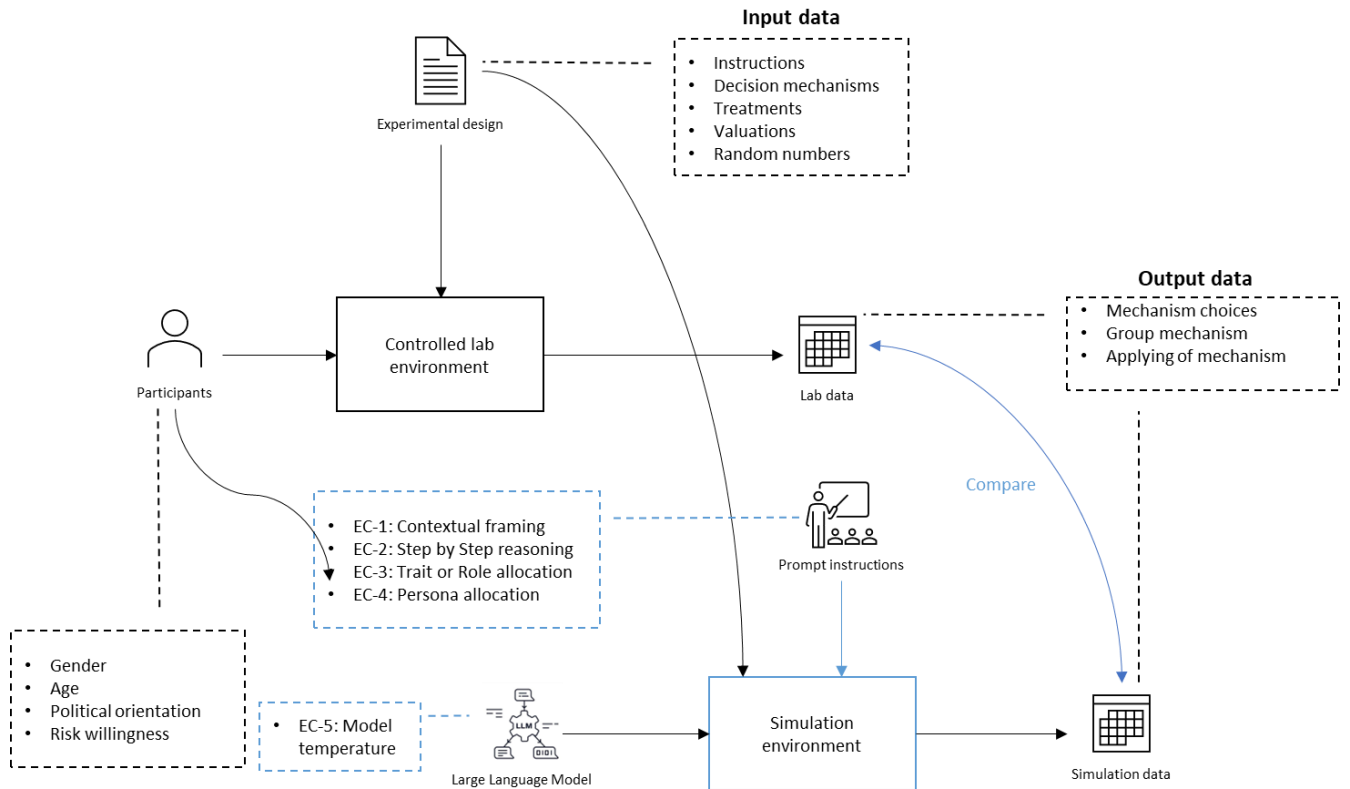 Input data
Instructions
Decision mechanisms
Treatments
Valuations
Random numbers
Experimental design
Output data
Mechanism choices
Group mechanism
Applying of mechanism
Controlled lab
environment
Participants
Lab data
Compare
EC-1: Contextual framing
EC-2: Step by Step reasoning
EC-3: Trait or Role allocation
EC-4: Persona allocation
Prompt instructions
Gender
Age
Political orientation
Risk willingness
EC-5: Model
temperature
LLM
Large Language Model
Simulation
environment
Simulation data